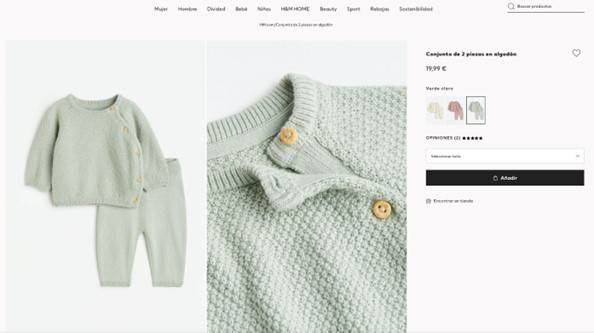 Mujer Hombre Divided Bebé Niños H&M HOME Beauty Sport Rebajas Sostenibilidad
Buscar productos
HM.com/Conjunto de 2 piezas en algodón
Conjunto de 2 piezas en algodón
19,99 €
Verde claro
OPINIONES (2)
Seleccionar talla
Añadir
Encontrar en tienda